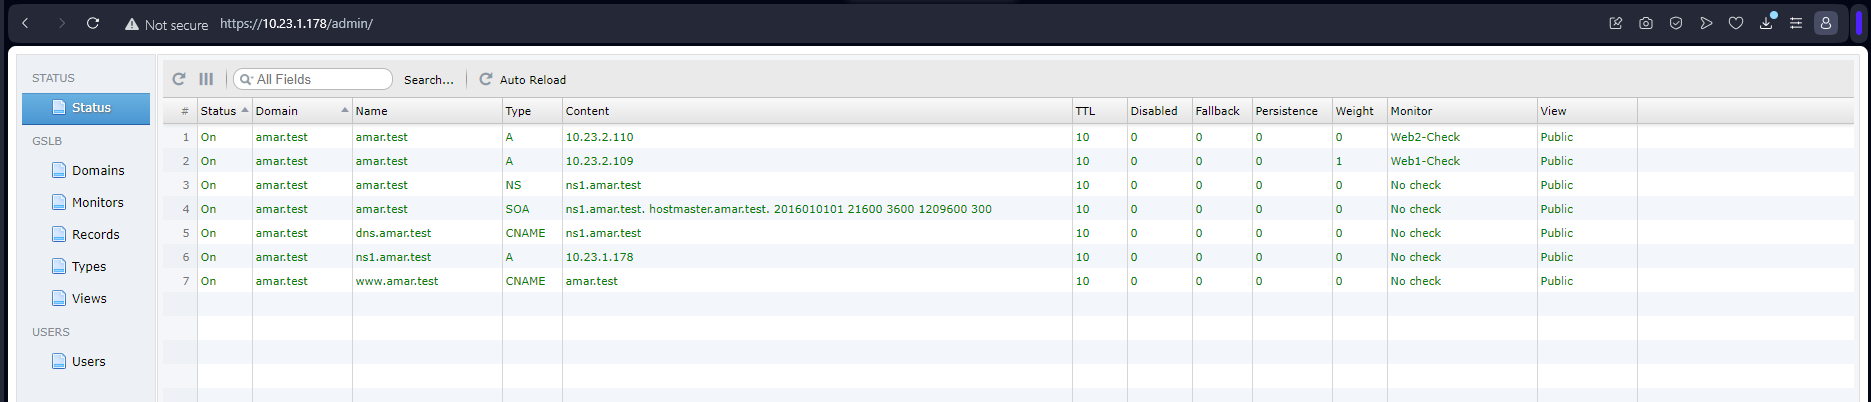 Not secure https://10.23.1.178/admin/
STATUS
Status
GSLB
Domains
Monitors
Records
Types
Views
USERS
Users
All Fields Search... Auto Reload
# Status Domain Name Type Content TTL Disabled Fallback Persistence Weight Monitor View
1 On amar.test amar.test A 10.23.2.110 10 0 0 0 0 Web2-Check Public
2 On amar.test amar.test A 10.23.2.109 10 0 0 0 1 Web1-Check Public
3 On amar.test amar.test NS ns1.amar.test 10 0 0 0 0 No check Public
4 On amar.test amar.test SOA ns1.amar.test. hostmaster.amar.test. 2016010101 21600 3600 1209600 300 10 0 0 0 0 No check Public
5 On amar.test dns.amar.test CNAME ns1.amar.test 10 0 0 0 0 No check Public
6 On amar.test ns1.amar.test A 10.23.1.178 10 0 0 0 0 No check Public
7 On amar.test www.amar.test CNAME amar.test 10 0 0 0 0 No check Public